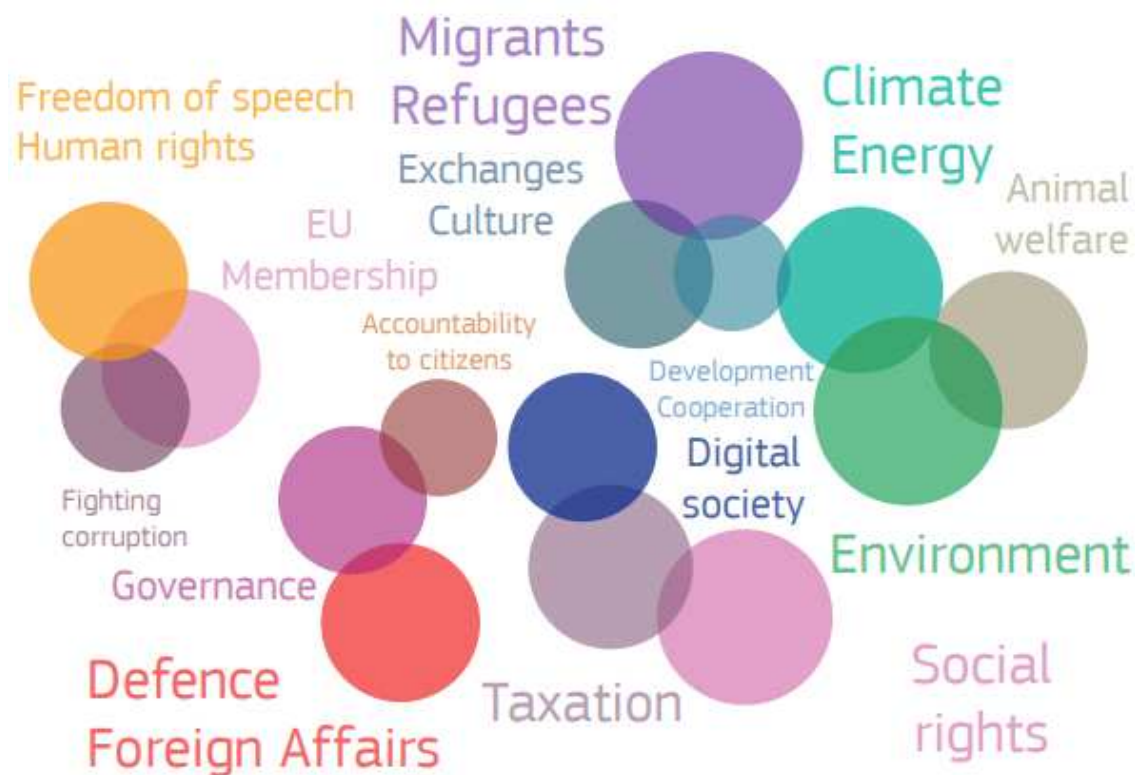 Migrants
Refugees
Freedom of speech
Human rights
Climate
Energy
Exchanges
Culture
Animal
welfare
EU
Membership
Accountability
to citizens
Development
Cooperation
Digital
society
Fighting
corruption
Governance
Environment
Defence
Foreign Affairs
Taxation
Social
rights